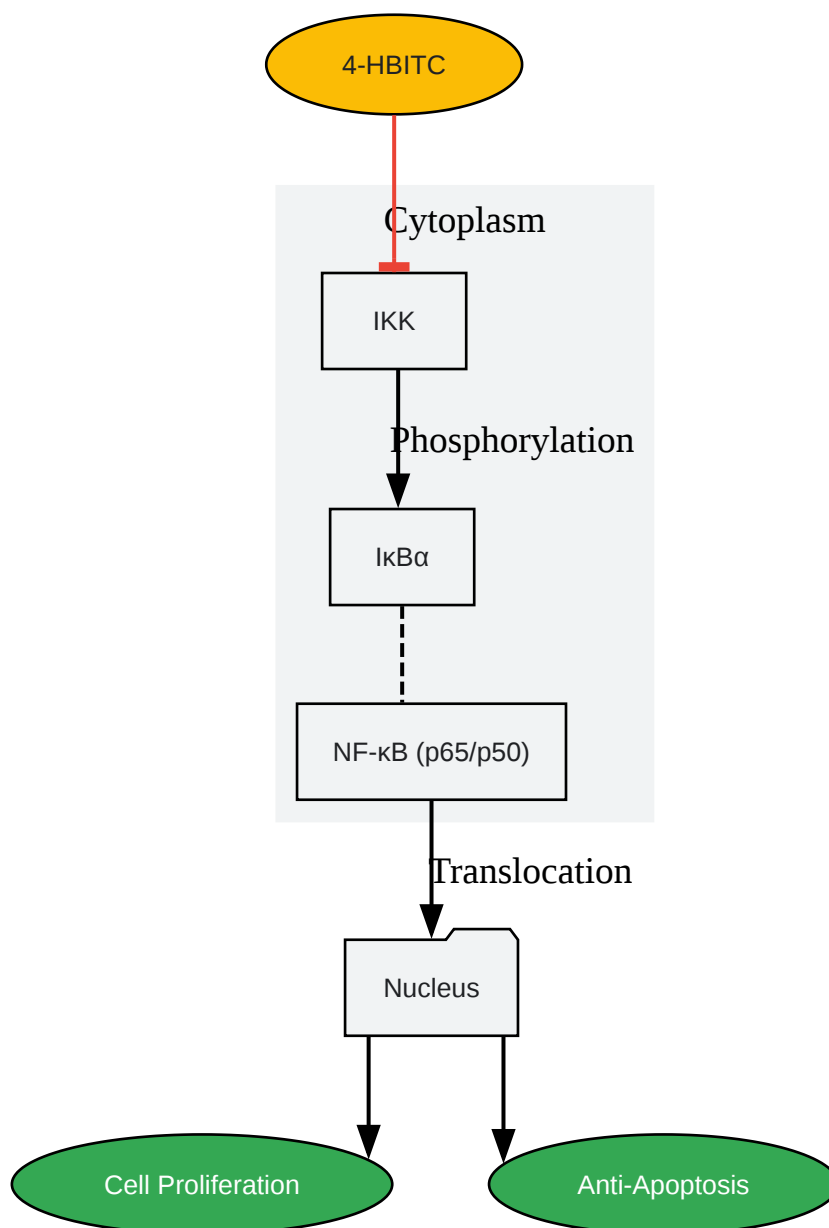 4-HBITC
Cytoplasm
IKK
Phosphorylation
IκBα
NF-κB (p65/p50)
Translocation
Nucleus
Cell Proliferation
Anti-Apoptosis